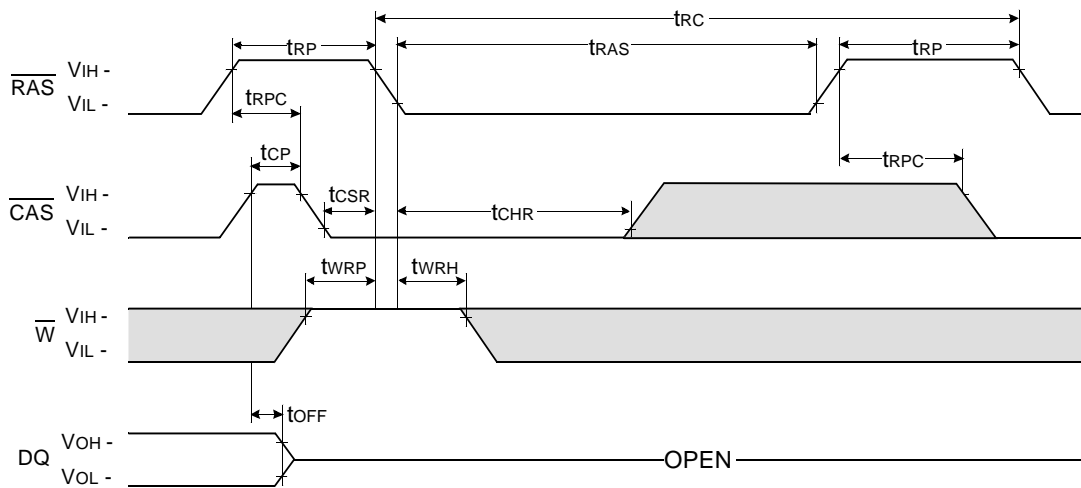 tRC
tRP tRAS tRP
RAS VIH -
VIL -
tRPC
tCP tRPC
CAS VIH -
VIL -
tCSR tCHR
tWRP tWRH
W VIH -
VIL -
tOFF
DQ VOH -
VOL -
OPEN